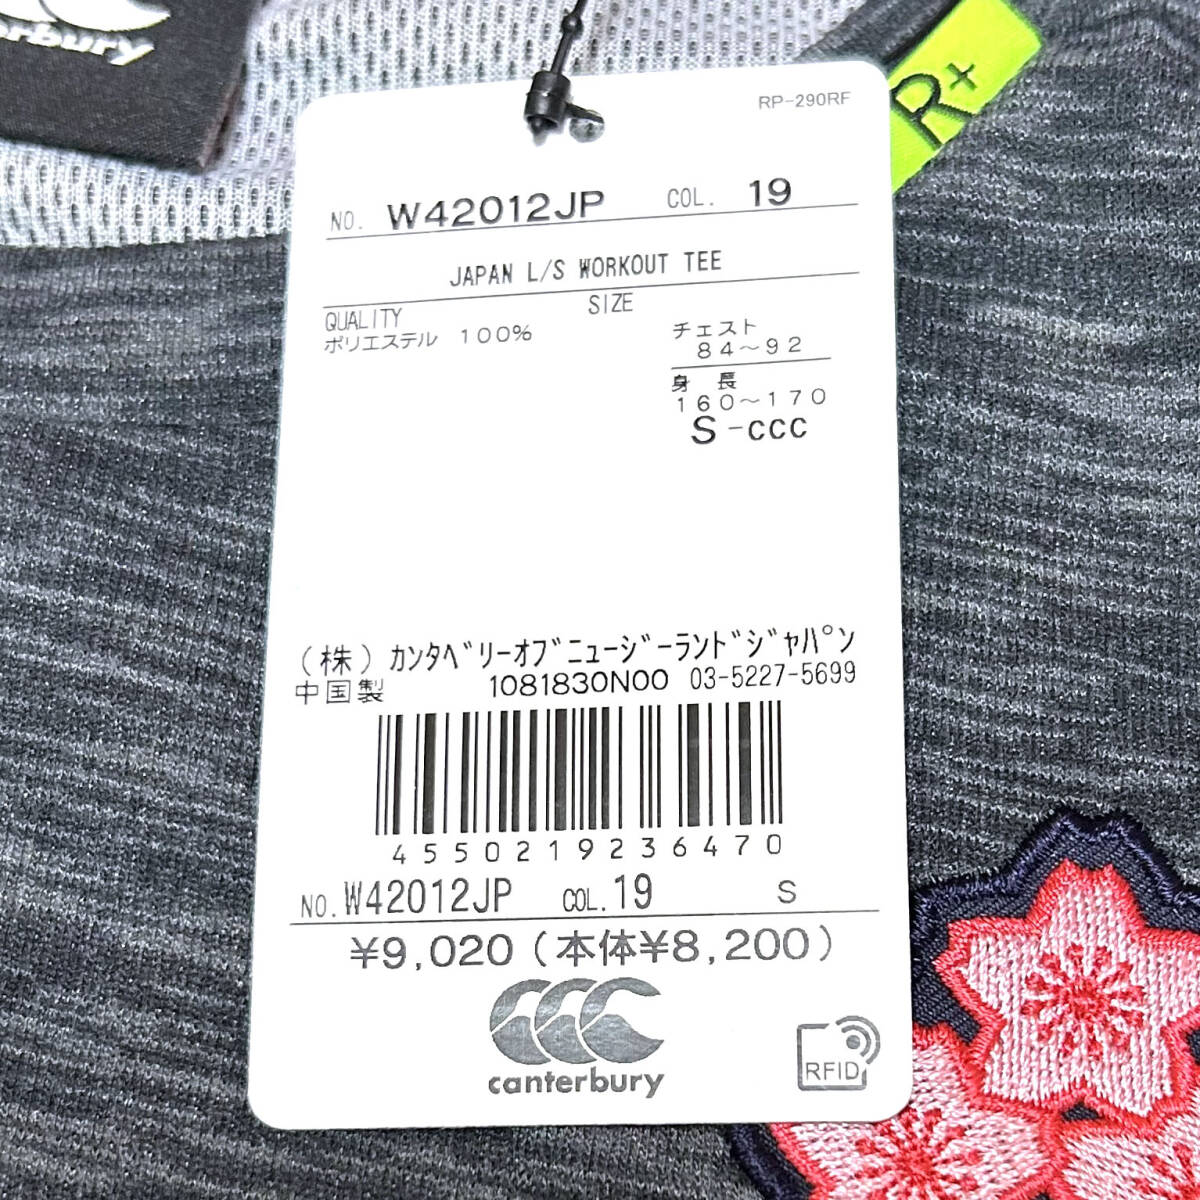 R+
RP-290RF
NO. W42012JP COL. 19
JAPAN L/S WORKOUT TEE
QUALITY SIZE
ポリエステル 100%
チェスト
84～92
身 長
160～170
S-ccc
(株)ｶﾝﾀﾍﾞﾘｰｵﾌﾞﾆｭｰｼﾞｰﾗﾝﾄﾞｼﾞｬﾊﾟﾝ
中国製 1081830N00 03-5227-5699
4550219236470
NO. W42012JP COL. 19 S
¥9,020(本体¥8,200)
canterbury
RFID